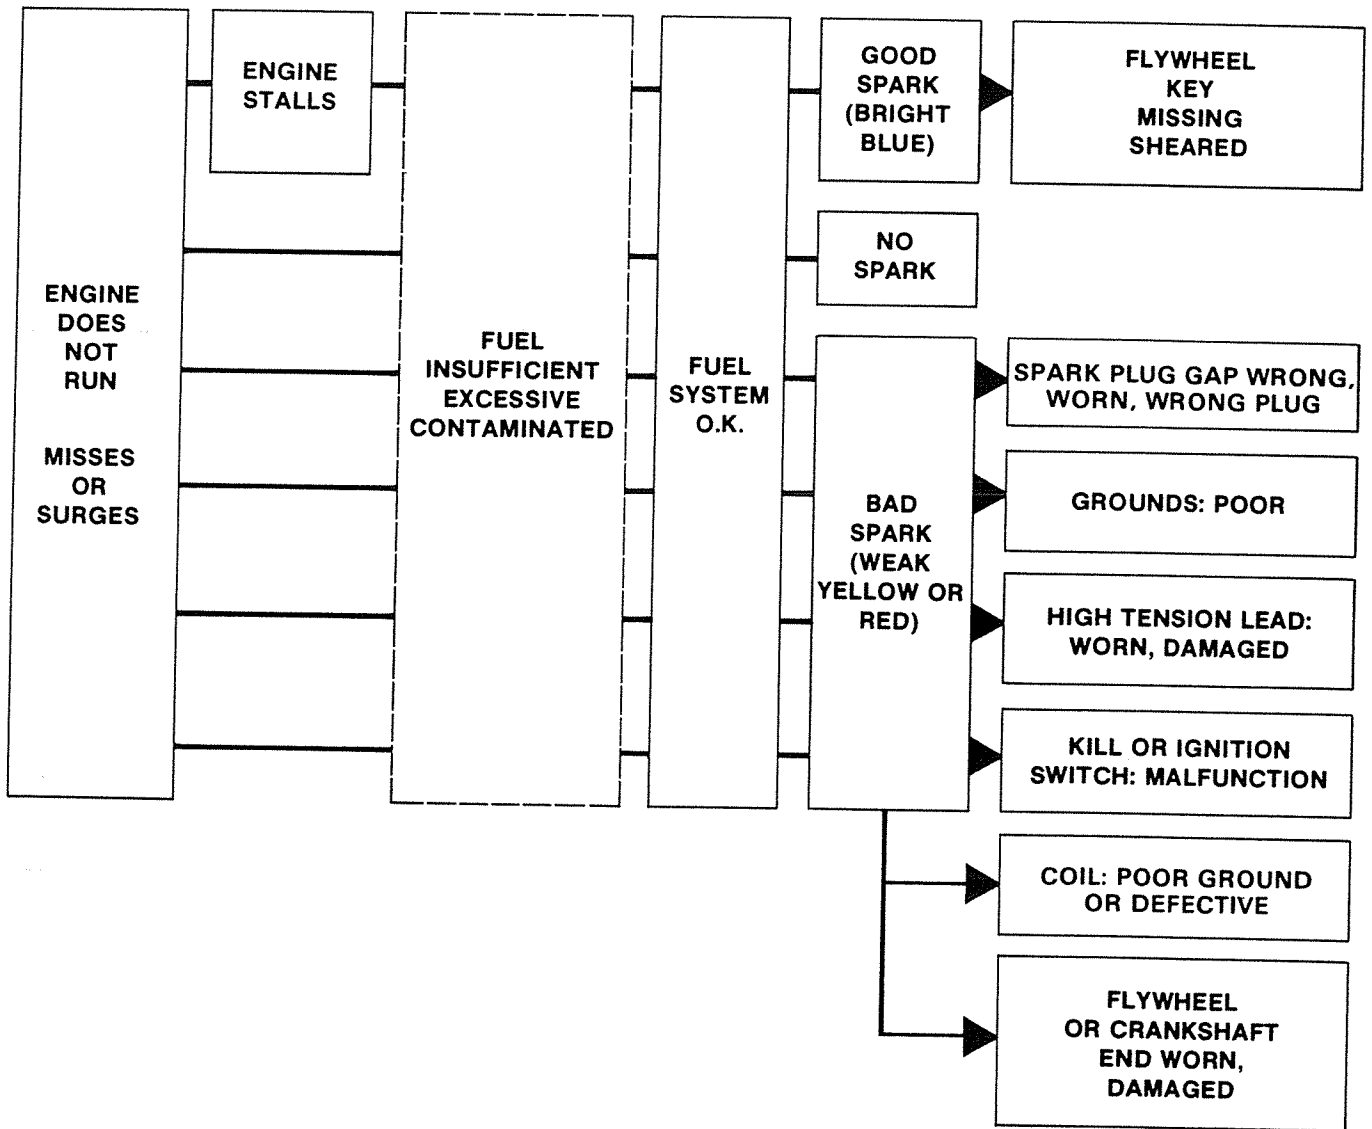 ENGINE
DOES
NOT
RUN
MISSES
OR
SURGES
ENGINE
STALLS
FUEL
INSUFFICIENT
EXCESSIVE
CONTAMINATED
FUEL
SYSTEM
O.K.
GOOD
SPARK
(BRIGHT
BLUE)
FLYWHEEL
KEY
MISSING
SHEARED
NO
SPARK
BAD
SPARK
(WEAK
YELLOW OR
RED)
SPARK PLUG GAP WRONG,
WORN, WRONG PLUG
GROUNDS: POOR
HIGH TENSION LEAD:
WORN, DAMAGED
KILL OR IGNITION
SWITCH: MALFUNCTION
COIL: POOR GROUND
OR DEFECTIVE
FLYWHEEL
OR CRANKSHAFT
END WORN,
DAMAGED